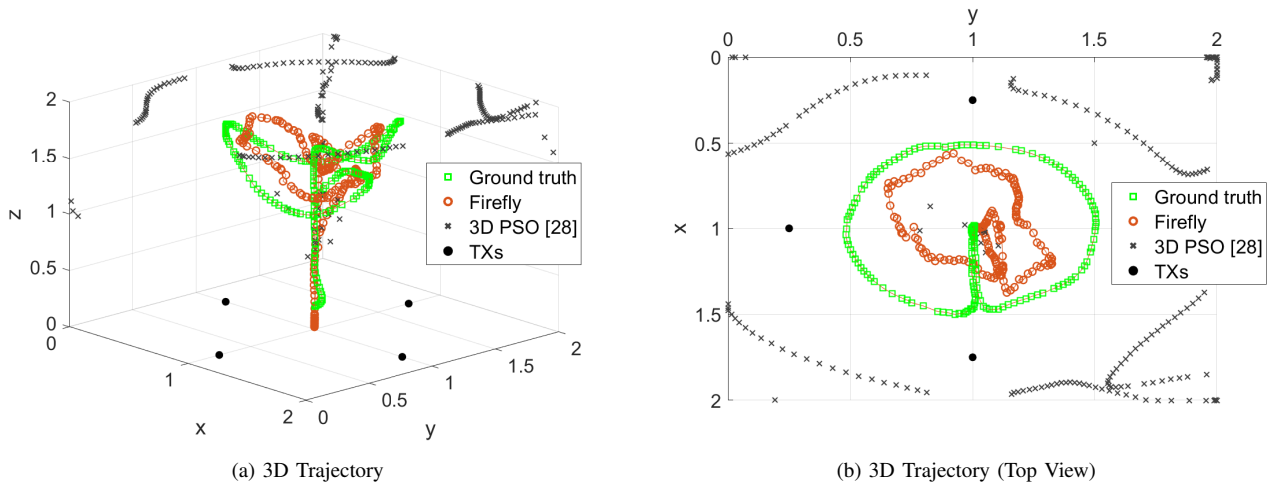 2
1.5
1
0.5
0
z
0
1
2
x
0
0.5
1
1.5
2
y
Ground truth
Firefly
3D PSO [28]
TXs
(a) 3D Trajectory
y
0
0.5
1
1.5
2
0
0.5
1
1.5
2
x
Ground truth
Firefly
3D PSO [28]
TXs
(b) 3D Trajectory (Top View)